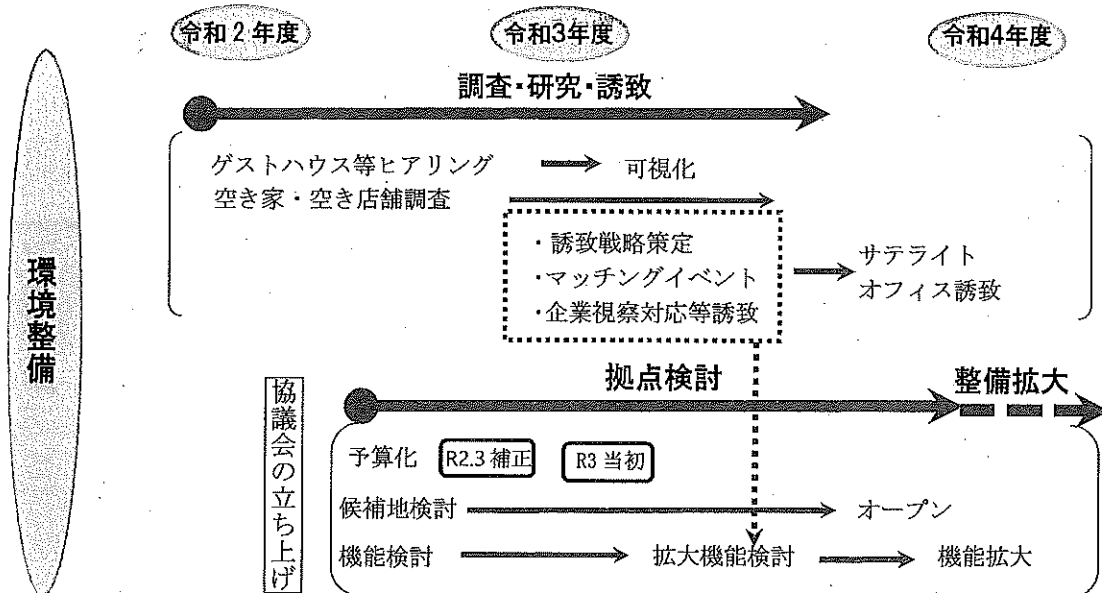 令和2年度
令和3年度
令和4年度
環境整備
調査・研究・誘致
ゲストハウス等ヒアリング
可視化
空き家・空き店舗調査
・誘致戦略策定
・マッチングイベント
・企業視察対応等誘致
サテライト
オフィス誘致
協議会の立ち上げ
拠点検討
整備拡大
予算化
R2.3補正
R3当初
候補地検討
オープン
機能検討
拡大機能検討
機能拡大